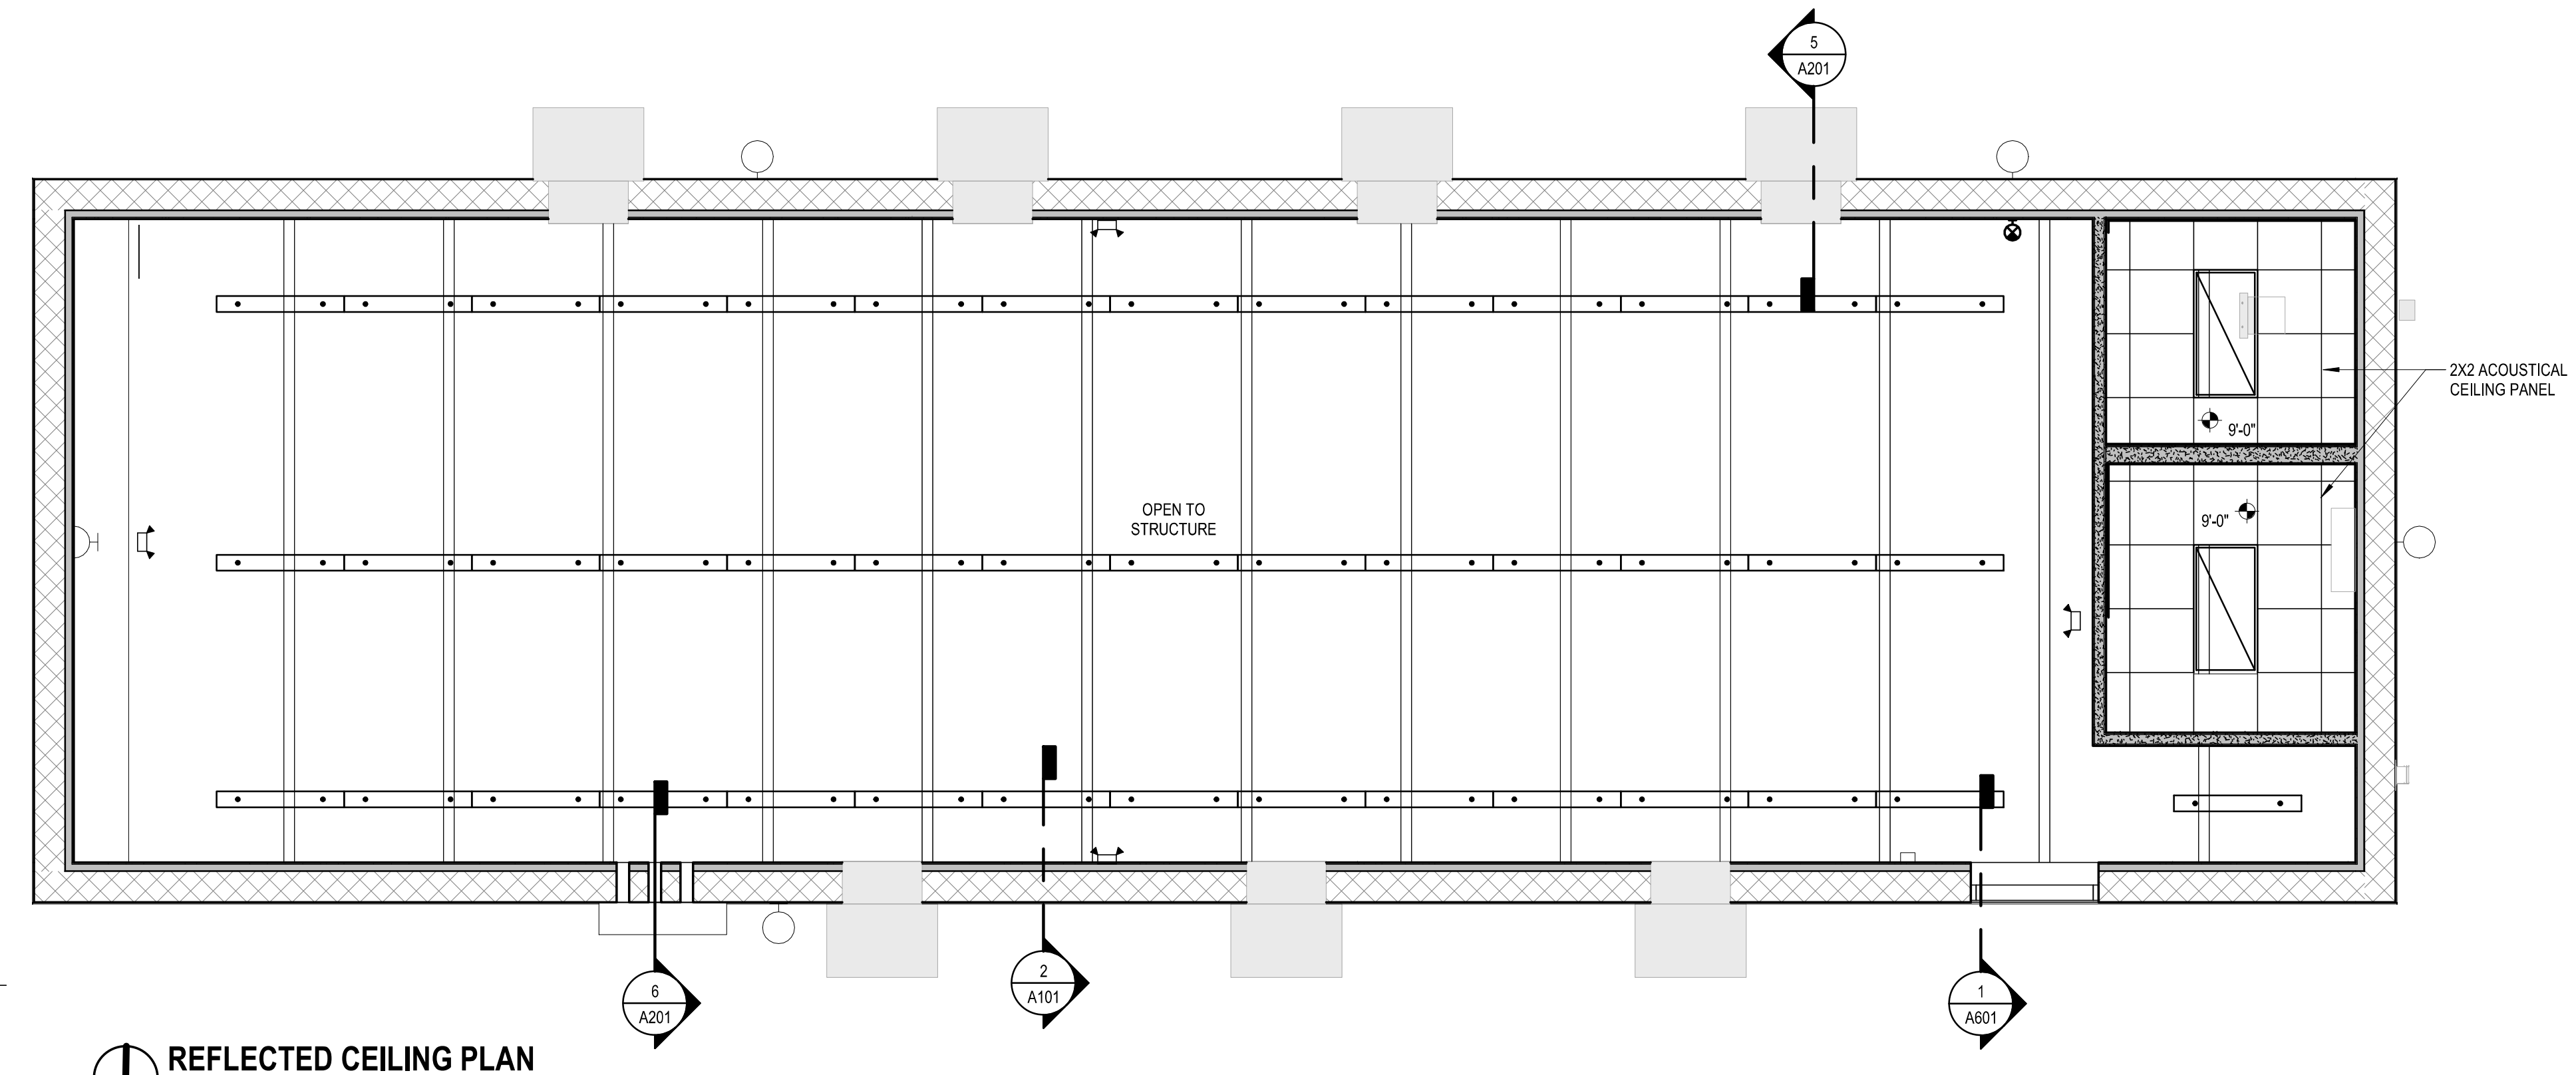 5
A201
2X2 ACOUSTICAL
CEILING PANEL
9'-0"
OPEN TO
STRUCTURE
9'-0"
6
A201
2
A101
1
A601
REFLECTED CEILING PLAN